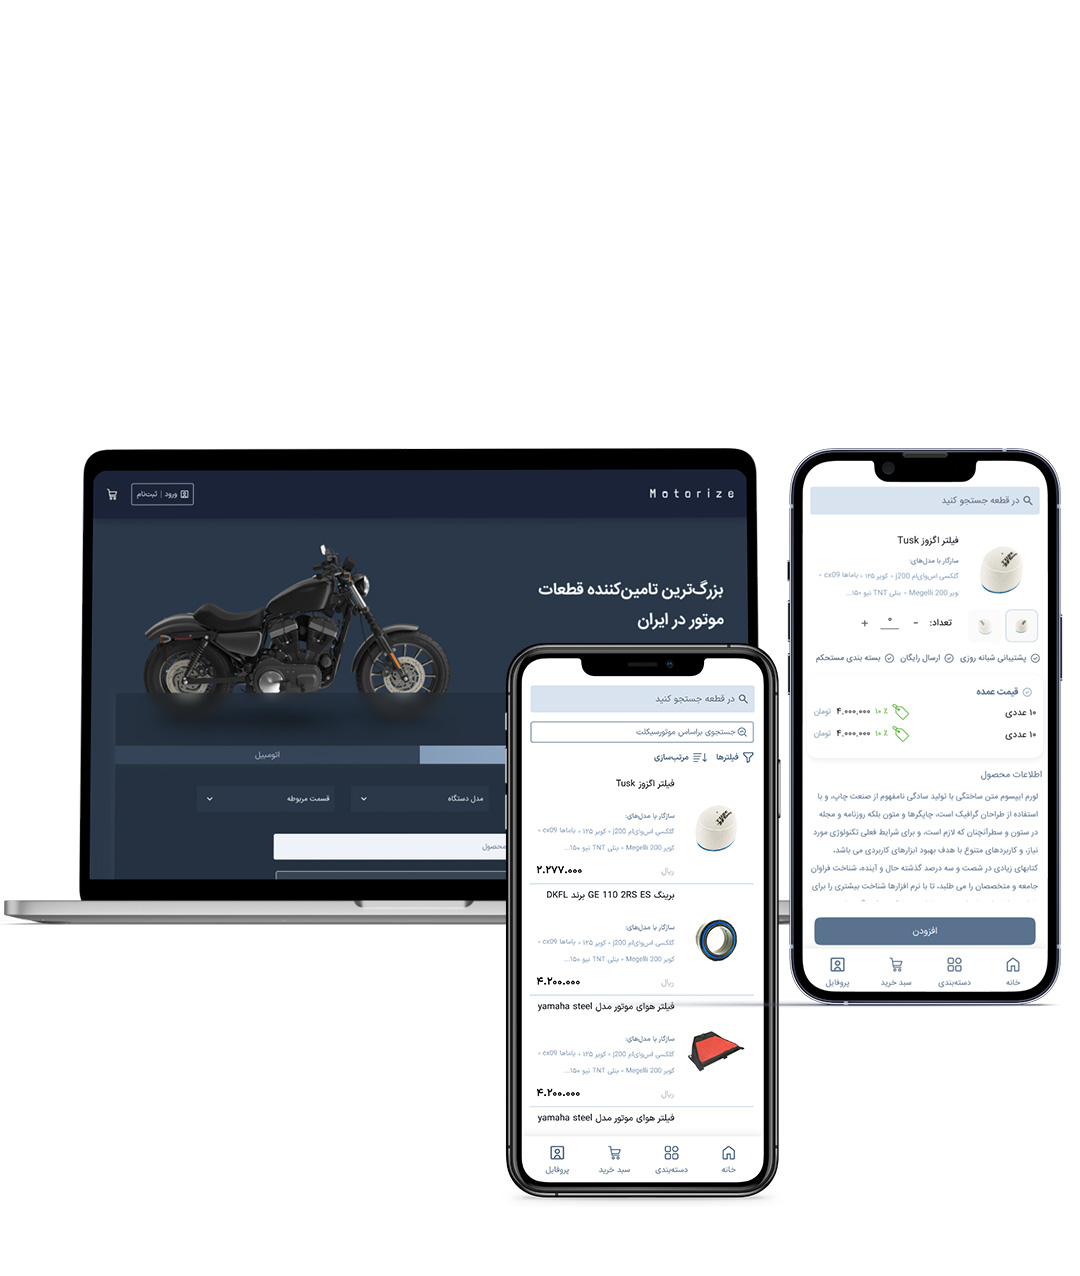 Motorize
ورود | ثبت‌نام
بزرگ‌ترین تامین‌کننده قطعات
موتور در ایران
اتومبیل
مدل دستگاه
قسمت مربوطه
محصول
در قطعه جستجو کنید
جستجوی براساس موتورسیکلت
فیلترها
مرتب‌سازی
فیلتر اگزوز Tusk
سازگار با مدل‌های:
گلکسی اس‌وای‌ام j200 • کویر ۱۲۵ • یاماها cx09 •
کویر Megelli 200 • بنلی TNT نیو ۱۵۰...
۲.۲۷۷.۰۰۰
ریال
برینگ GE 110 2RS ES برند DKFL
سازگار با مدل‌های:
گلکسی اس‌وای‌ام j200 • کویر ۱۲۵ • یاماها cx09 •
کویر Megelli 200 • بنلی TNT نیو ۱۵۰...
۴.۲۰۰.۰۰۰
ریال
فیلتر هوای موتور مدل yamaha steel
سازگار با مدل‌های:
گلکسی اس‌وای‌ام j200 • کویر ۱۲۵ • یاماها cx09 •
کویر Megelli 200 • بنلی TNT نیو ۱۵۰...
۴.۲۰۰.۰۰۰
ریال
فیلتر هوای موتور مدل yamaha steel
خانه
دسته‌بندی
سبد خرید
پروفایل
در قطعه جستجو کنید
فیلتر اگزوز Tusk
سازگار با مدل‌های:
گلکسی اس‌وای‌ام j200 • کویر ۱۲۵ • یاماها cx09 •
ویر Megelli 200 • بنلی TNT نیو ۱۵۰...
تعداد: - ۰ +
پشتیبانی شبانه روزی
ارسال رایگان
بسته بندی مستحکم
قیمت عمده
۱۰ عددی ۱۰ ٪ ۴.۰۰۰.۰۰۰ تومان
۱۰ عددی ۱۰ ٪ ۴.۰۰۰.۰۰۰ تومان
اطلاعات محصول
لورم ایپسوم متن ساختگی با تولید سادگی نامفهوم از صنعت چاپ، و با
استفاده از طراحان گرافیک است، چاپگرها و متون بلکه روزنامه و مجله
در ستون و سطرآنچنان که لازم است، و برای شرایط فعلی تکنولوژی مورد
نیاز، و کاربردهای متنوع با هدف بهبود ابزارهای کاربردی می باشد،
کتابهای زیادی در شصت و سه درصد گذشته حال و آینده، شناخت فراوان
جامعه و متخصصان را می طلبد، تا با نرم افزارها شناخت بیشتری را برای
افزودن
خانه
دسته‌بندی
سبد خرید
پروفایل